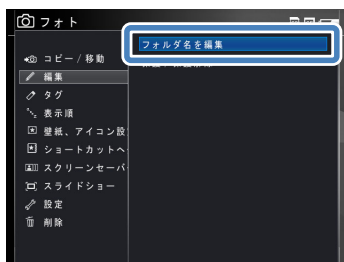 フォト
フォルダ名を編集
コピー/移動
編集
タグ
表示順
壁紙、アイコン設
ショートカットへ
スクリーンセーバ
スライドショー
設定
削除